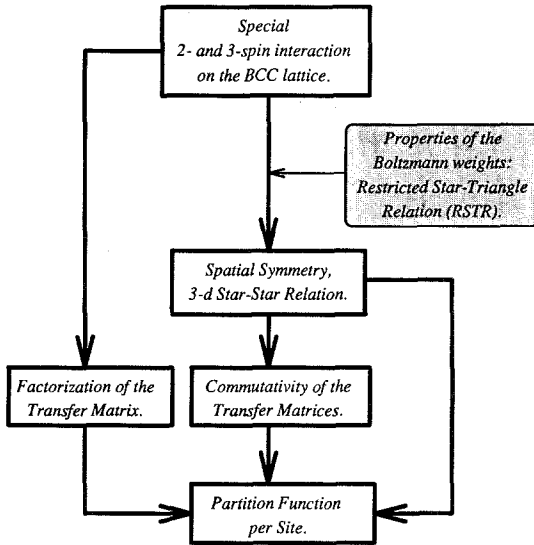 Special
2- and 3-spin interaction
on the BCC lattice.
Properties of the
Boltzmann weights:
Restricted Star-Triangle
Relation (RSTR).
Spatial Symmetry,
3-d Star-Star Relation.
Factorization of the
Transfer Matrix.
Commutativity of the
Transfer Matrices.
Partition Function
per Site.